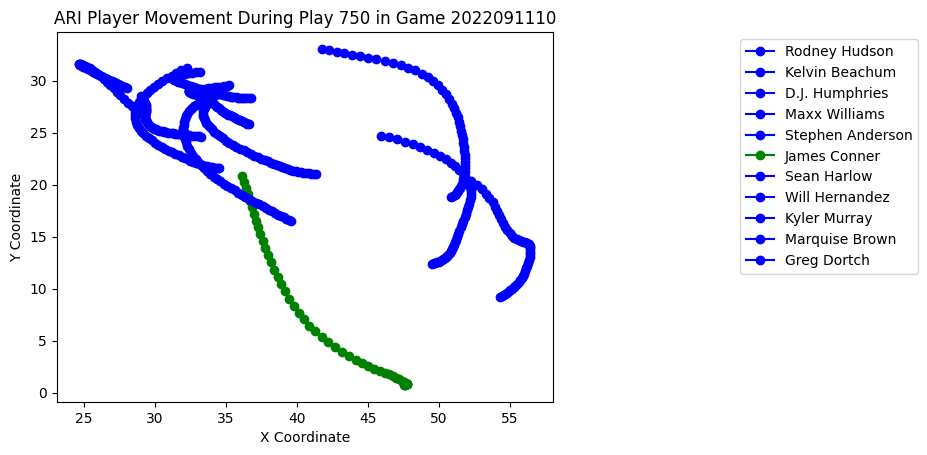 ARI Player Movement During Play 750 in Game 2022091110
Rodney Hudson
Kelvin Beachum
D.J. Humphries
Maxx Williams
Stephen Anderson
James Conner
Sean Harlow
Will Hernandez
Kyler Murray
Marquise Brown
Greg Dortch
Y Coordinate
30
25
20
15
10
5
0
25 30 35 40 45 50 55
X Coordinate